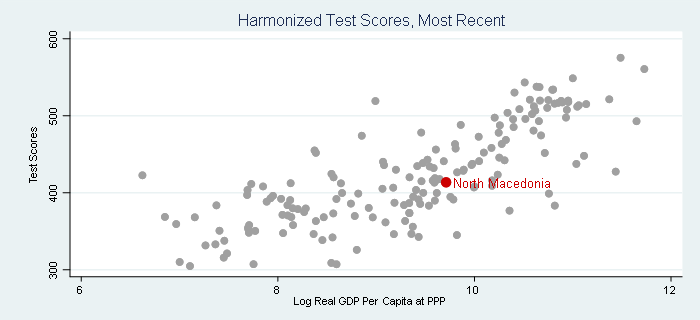 Harmonized Test Scores, Most Recent
Test Scores
600
500
400
300
North Macedonia
6
8
10
12
Log Real GDP Per Capita at PPP